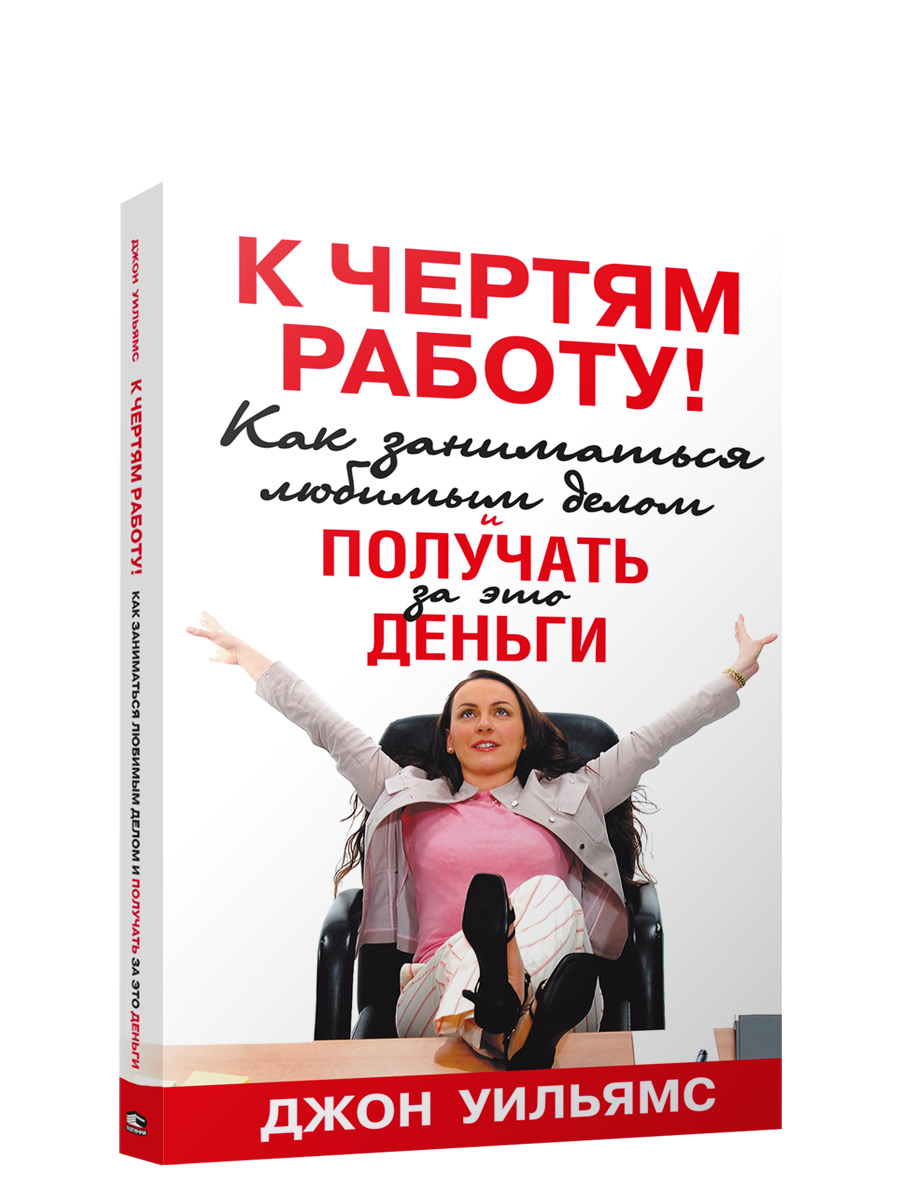 К ЧЕРТЯМ
РАБОТУ!
Как заниматься
любимым делом
и
ПОЛУЧАТЬ
за это
ДЕНЬГИ
ДЖОН УИЛЬЯМС
ДЖОН УИЛЬЯМС К ЧЕРТЯМ РАБОТУ! КАК ЗАНИМАТЬСЯ ЛЮБИМЫМ ДЕЛОМ И ПОЛУЧАТЬ ЗА ЭТО ДЕНЬГИ